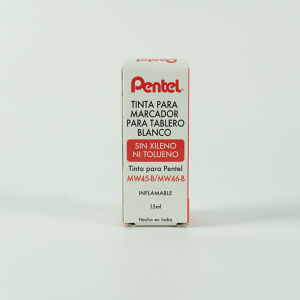 Pentel
TINTA PARA
MARCADOR
PARA TABLERO
BLANCO
SIN XILENO
NI TOLUENO
Tinta para Pentel
MW45-B/MW46-B
INFLAMABLE
15ml
Hecho en India